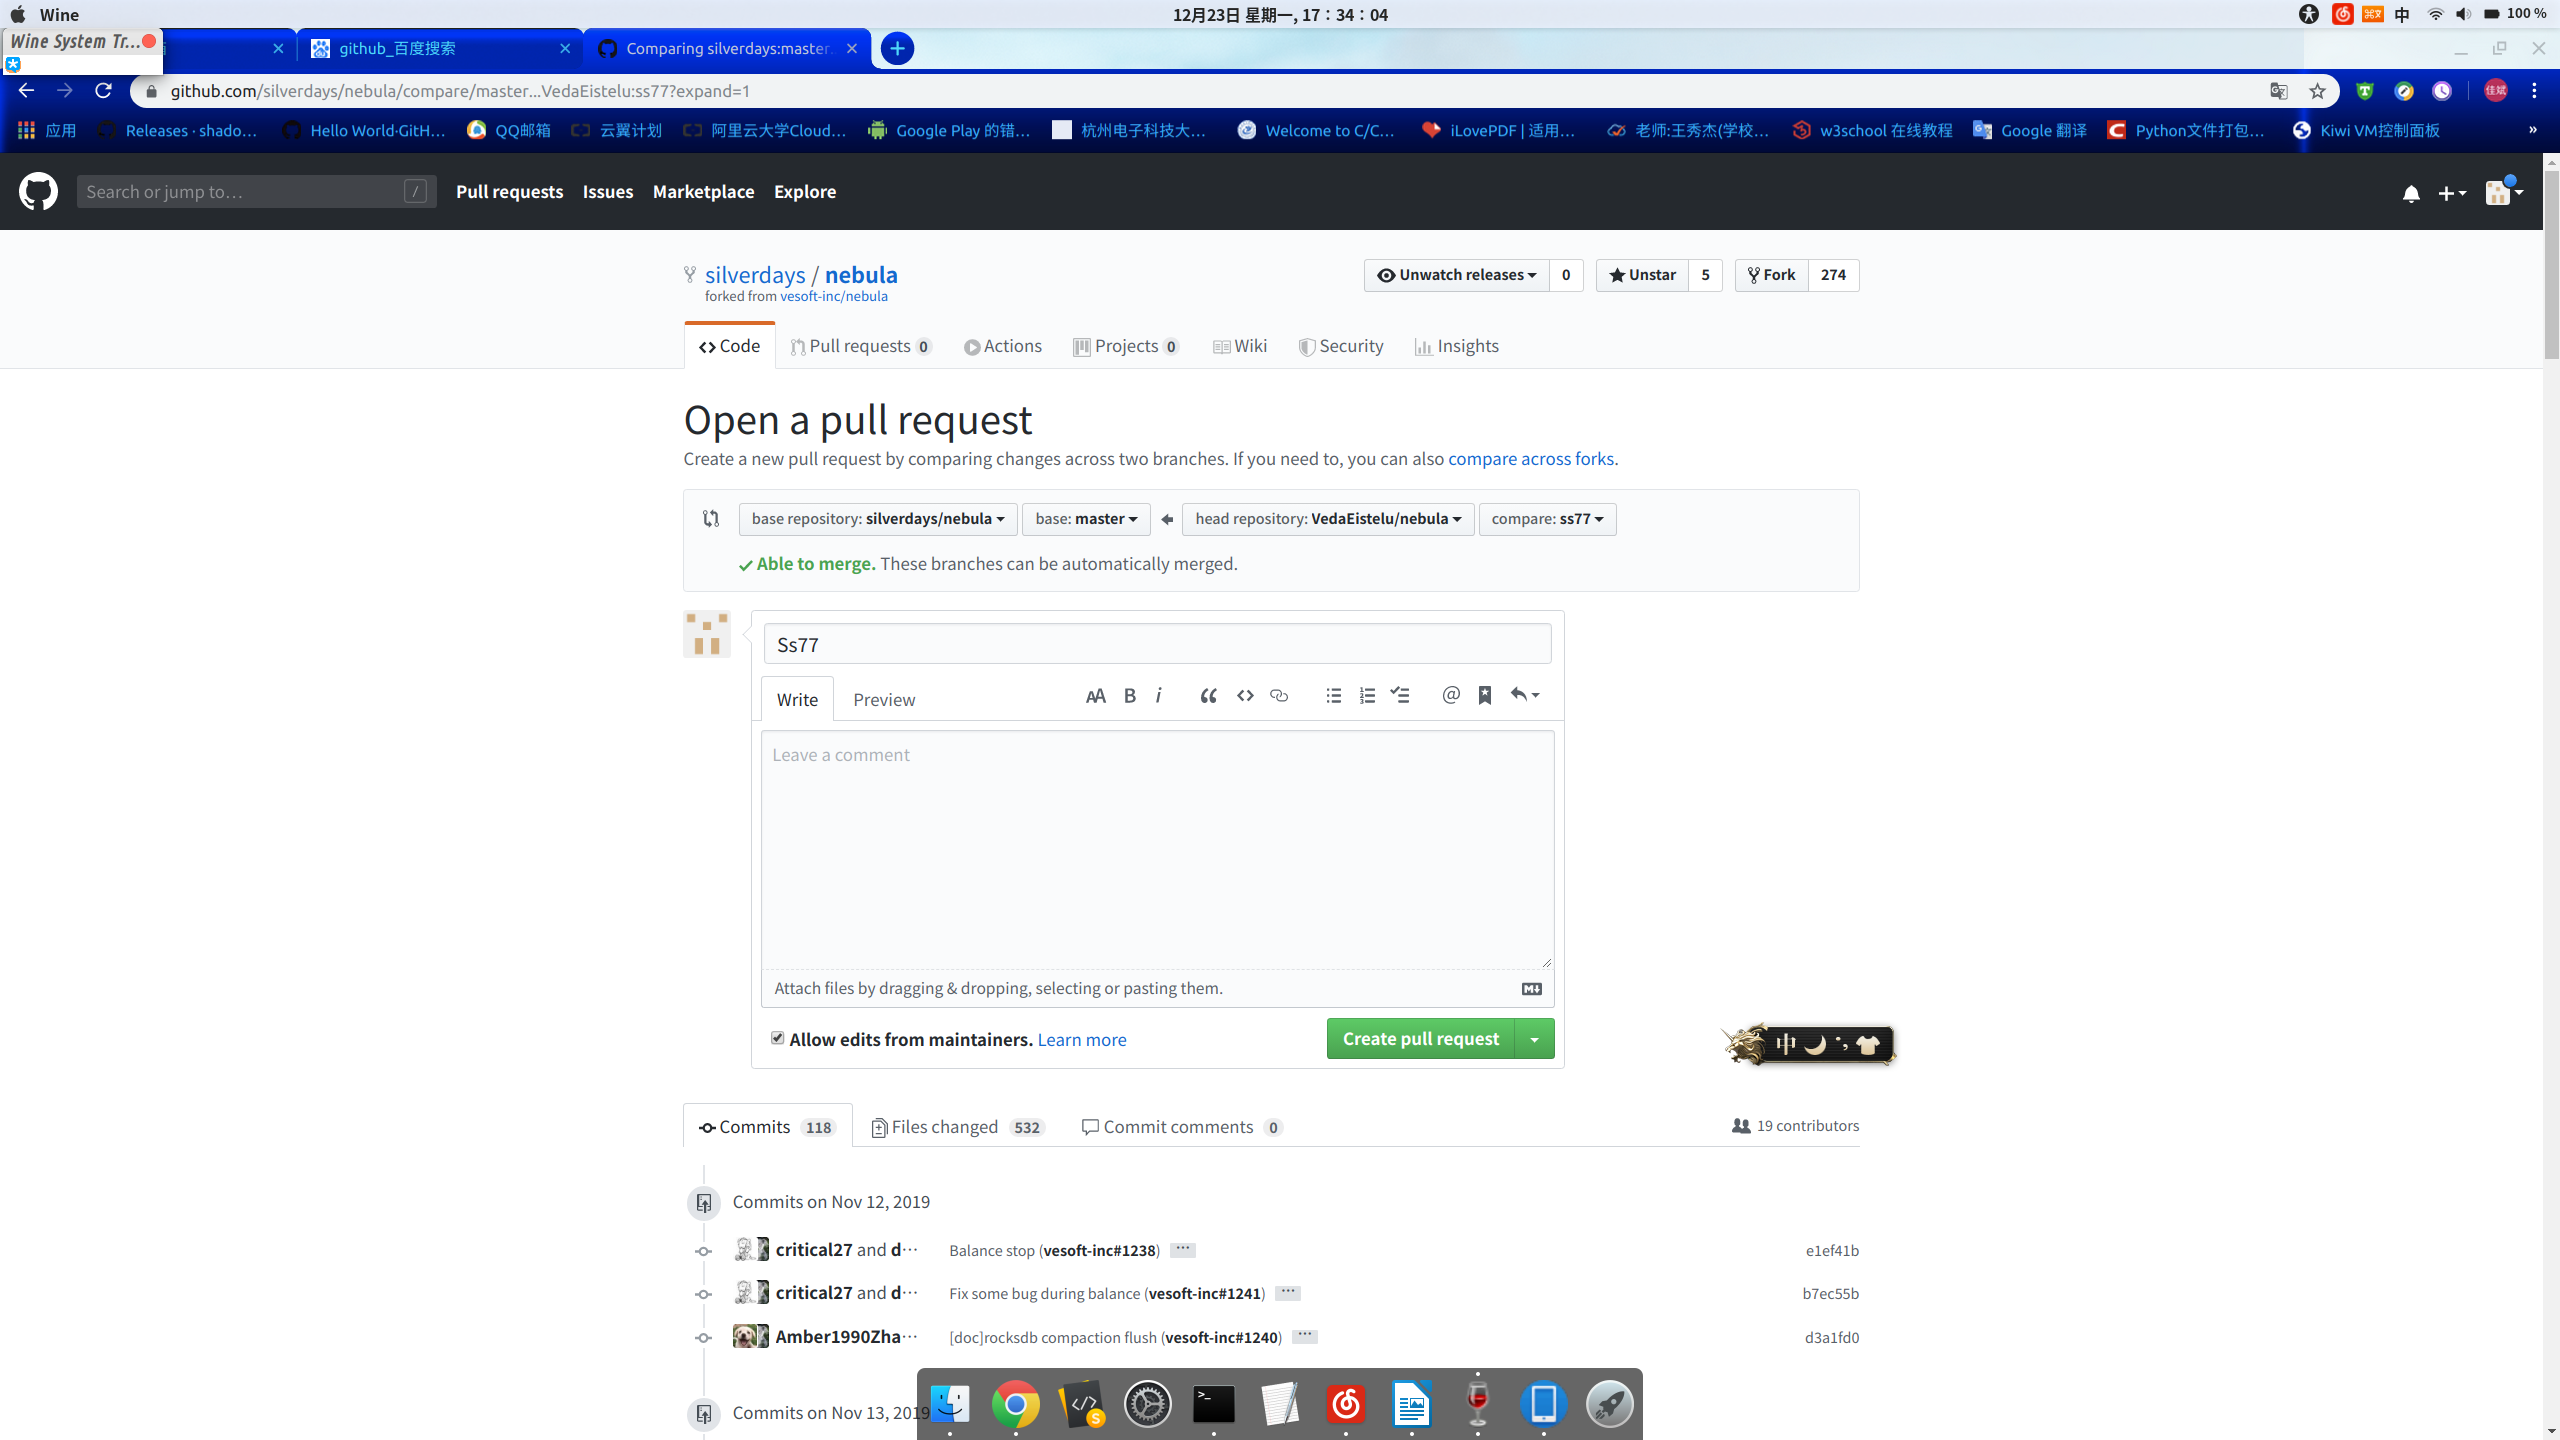 Wine
12月23日 星期一, 17：34：04
中
100 %
Wine System Tr...
github_百度搜索
Comparing silverdays:master
github.com/silverdays/nebula/compare/master...VedaEistelu:ss77?expand=1
佳斌
应用
Releases · shado...
Hello World·GitH...
QQ邮箱
云翼计划
阿里云大学Cloud...
Google Play 的错...
杭州电子科技大...
Welcome to C/C...
iLovePDF | 适用...
老师:王秀杰(学校...
w3school 在线教程
Google 翻译
Python文件打包...
Kiwi VM控制面板
»
Search or jump to…
/
Pull requests
Issues
Marketplace
Explore
silverdays / nebula
forked from vesoft-inc/nebula
Unwatch releases 0
Unstar 5
Fork 274
Code
Pull requests 0
Actions
Projects 0
Wiki
Security
Insights
Open a pull request
Create a new pull request by comparing changes across two branches. If you need to, you can also compare across forks.
base repository: silverdays/nebula
base: master
head repository: VedaEistelu/nebula
compare: ss77
Able to merge. These branches can be automatically merged.
Ss77
Write
Preview
Leave a comment
Attach files by dragging & dropping, selecting or pasting them.
Allow edits from maintainers. Learn more
Create pull request
中
Commits 118
Files changed 532
Commit comments 0
19 contributors
Commits on Nov 12, 2019
critical27 and d…
Balance stop (vesoft-inc#1238) …
e1ef41b
critical27 and d…
Fix some bug during balance (vesoft-inc#1241) …
b7ec55b
Amber1990Zha…
[doc]rocksdb compaction flush (vesoft-inc#1240) …
d3a1fd0
Commits on Nov 13, 2019